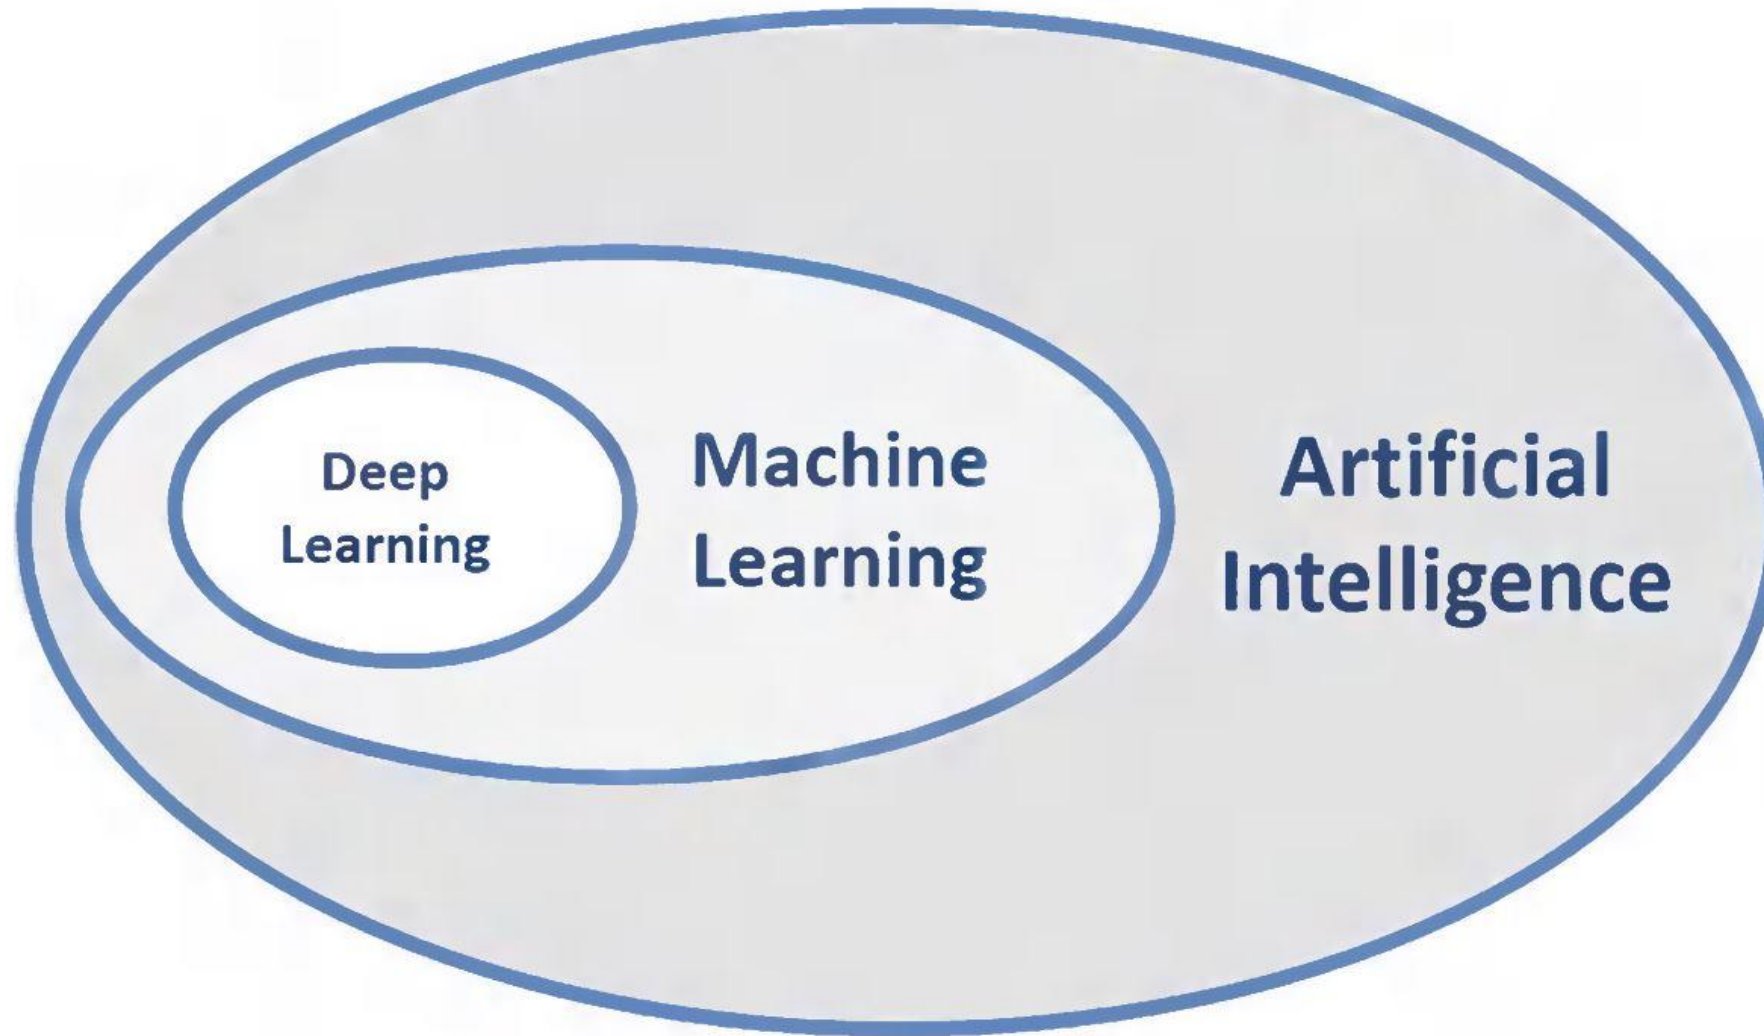 Deep
Learning
Machine
Learning
Artificial
Intelligence